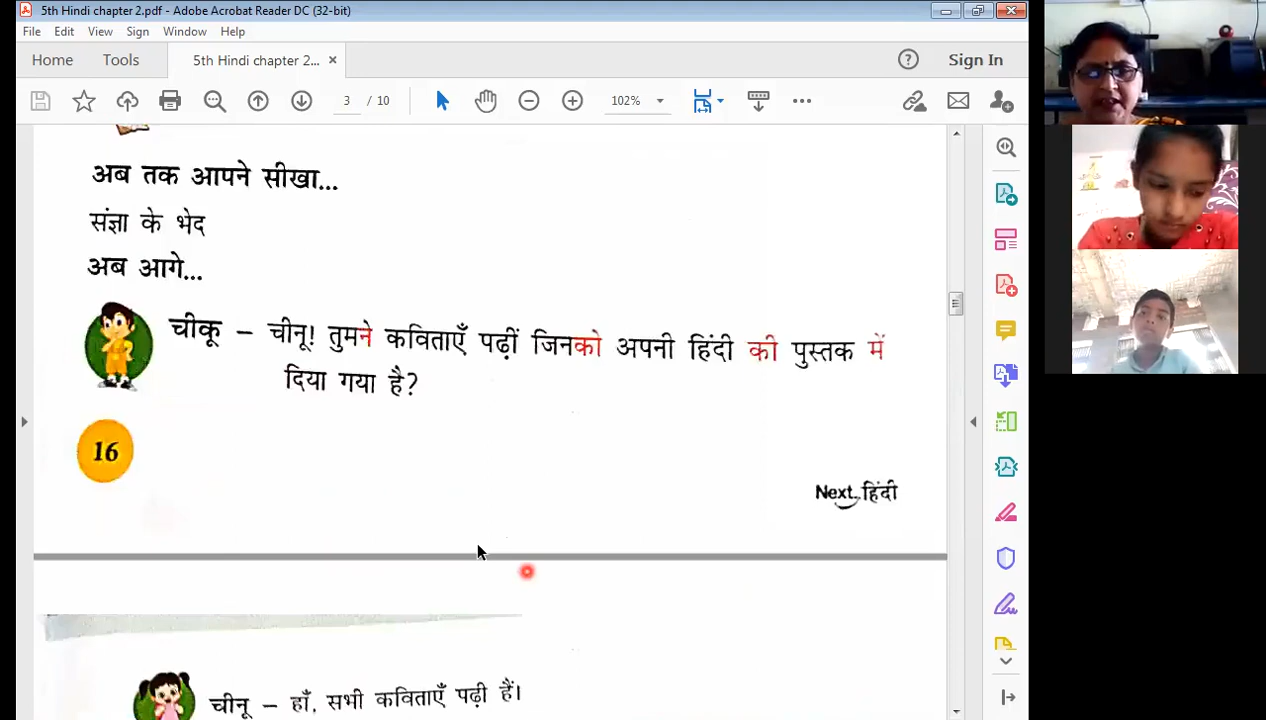 5th Hindi chapter 2.pdf - Adobe Acrobat Reader DC (32-bit)
File Edit View Sign Window Help
Home Tools 5th Hindi chapter 2... × Sign In
3 / 10 102%
अब तक आपने सीखा...
संज्ञा के भेद
अब आगे...
चीकू – चीनू! तुमने कविताएँ पढ़ीं जिनको अपनी हिंदी की पुस्तक में
दिया गया है?
16
Next हिंदी
चीनू – हाँ, सभी कविताएँ पढ़ी हैं।